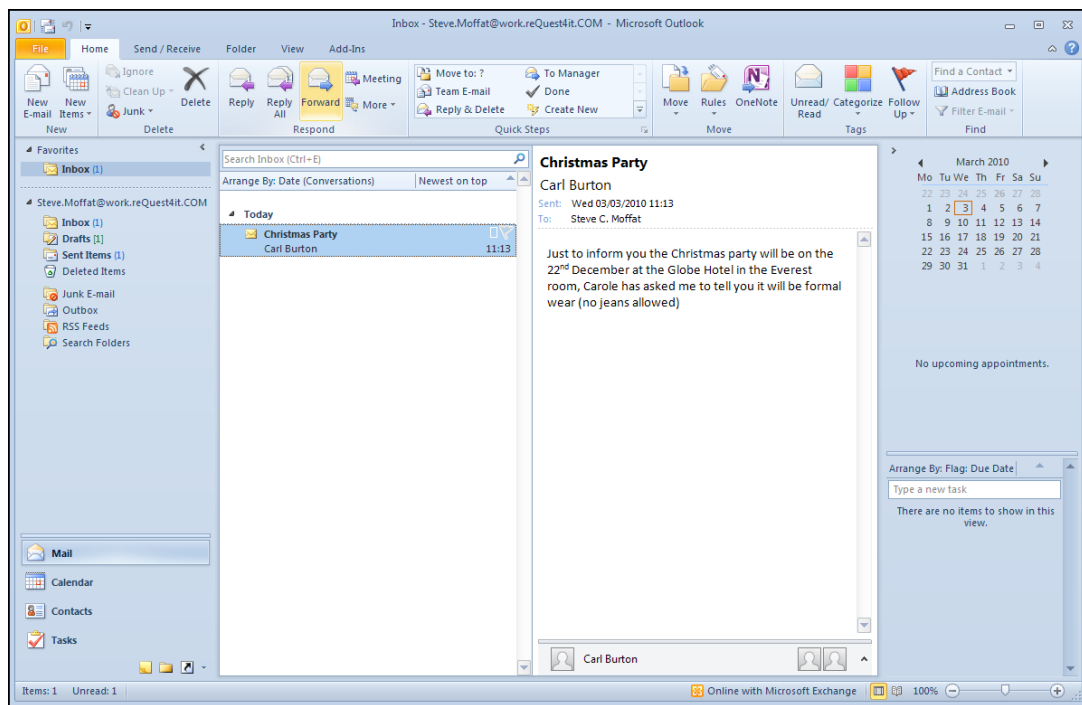 Inbox - Steve.Moffat@work.reQuest4it.COM - Microsoft Outlook
File Home Send / Receive Folder View Add-Ins
New E-mail
New Items
New
Ignore
Clean Up
Junk
Delete
Delete
Reply
Reply All
Forward
Meeting
More
Respond
Move to: ?
Team E-mail
Reply & Delete
To Manager
Done
Create New
Quick Steps
Move
Rules
OneNote
Move
Unread/ Read
Categorize
Follow Up
Tags
Find a Contact
Address Book
Filter E-mail
Find
Favorites
Inbox (1)
Steve.Moffat@work.reQuest4it.COM
Inbox (1)
Drafts [1]
Sent Items (1)
Deleted Items
Junk E-mail
Outbox
RSS Feeds
Search Folders
Mail
Calendar
Contacts
Tasks
Search Inbox (Ctrl+E)
Arrange By: Date (Conversations) Newest on top
Today
Christmas Party
Carl Burton 11:13
Christmas Party
Carl Burton
Sent: Wed 03/03/2010 11:13
To: Steve C. Moffat
Just to inform you the Christmas party will be on the
22nd December at the Globe Hotel in the Everest
room, Carole has asked me to tell you it will be formal
wear (no jeans allowed)
Carl Burton
March 2010
Mo Tu We Th Fr Sa Su
22 23 24 25 26 27 28
1 2 3 4 5 6 7
8 9 10 11 12 13 14
15 16 17 18 19 20 21
22 23 24 25 26 27 28
29 30 31 1 2 3 4
No upcoming appointments.
Arrange By: Flag: Due Date
Type a new task
There are no items to show in this
view.
Items: 1 Unread: 1
Online with Microsoft Exchange
100%